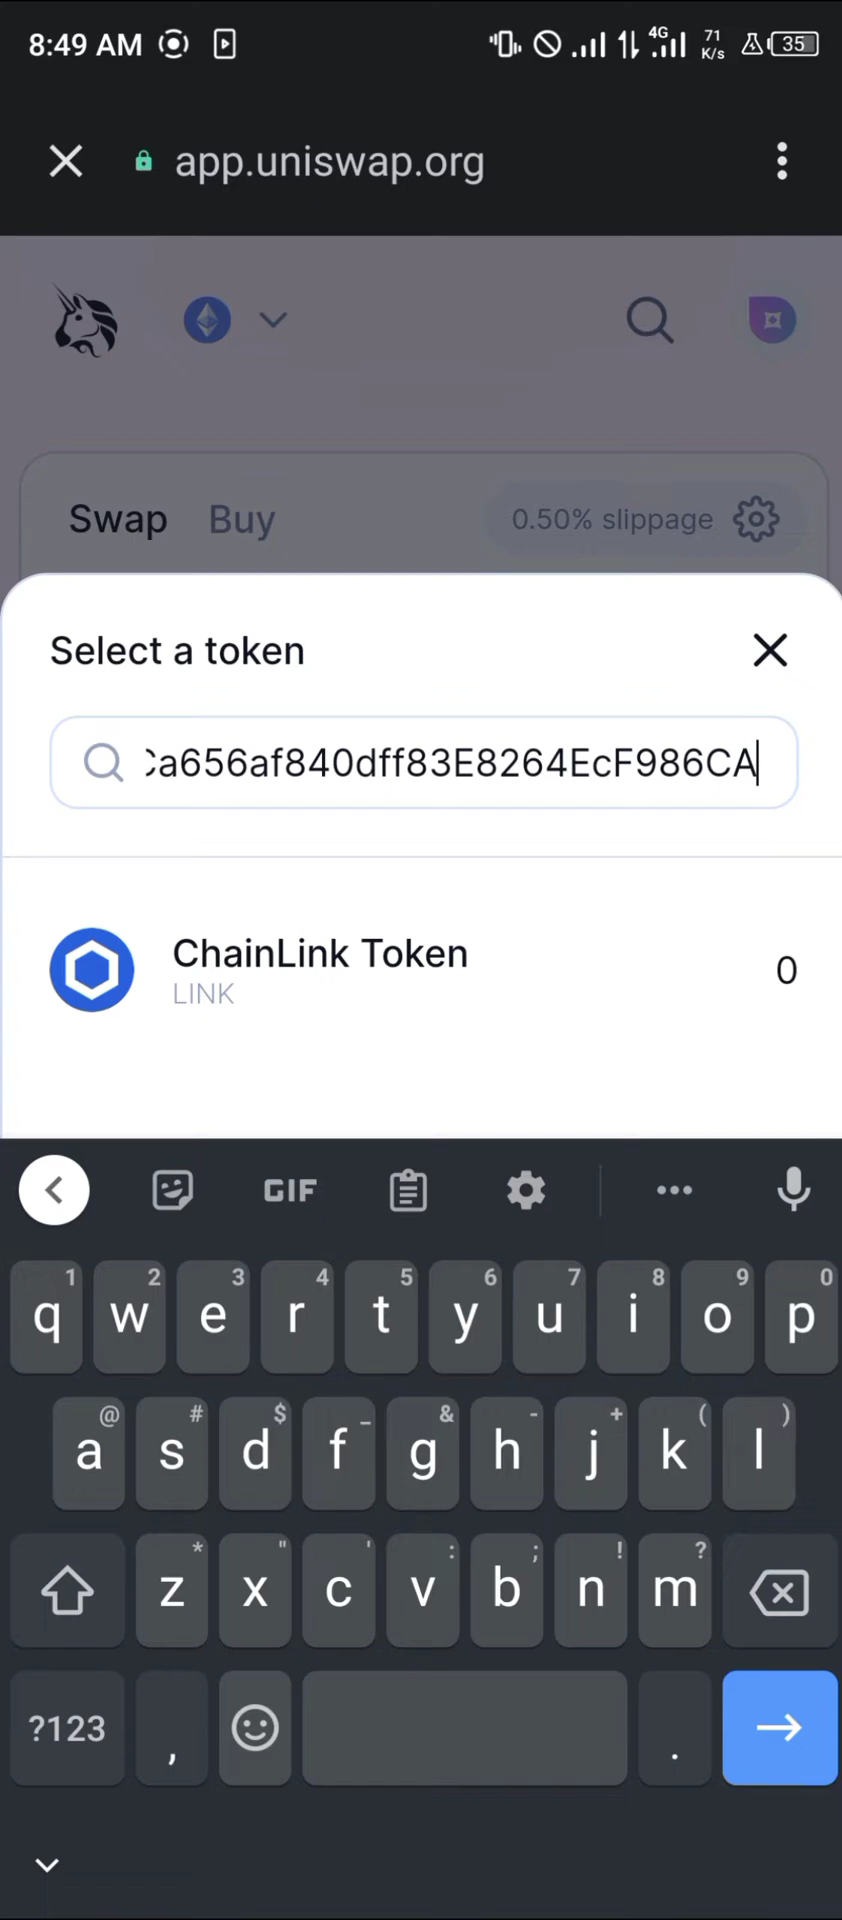 8:49 AM 4G 71 K/s 35
app.uniswap.org
Swap Buy 0.50% slippage
Select a token
Ca656af840dff83E8264EcF986CA
ChainLink Token 0
LINK
GIF
1 2 3 4 5 6 7 8 9 0
q w e r t y u i o p
@ # $ _ & - + ( )
a s d f g h j k l
* " ' : ; ! ?
z x c v b n m
?123 , .